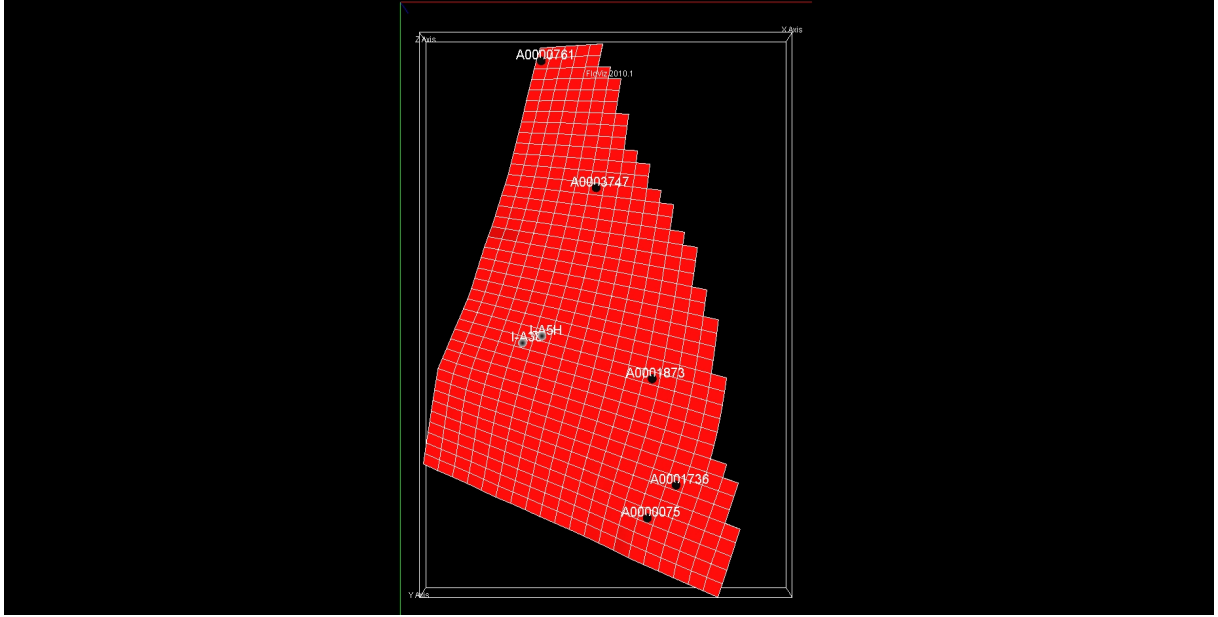 X Axis
Z Axis
A0000761
FloViz 2010.1
A0003747
I-A5H
A0001873
A0001736
A0000075
Y Axis